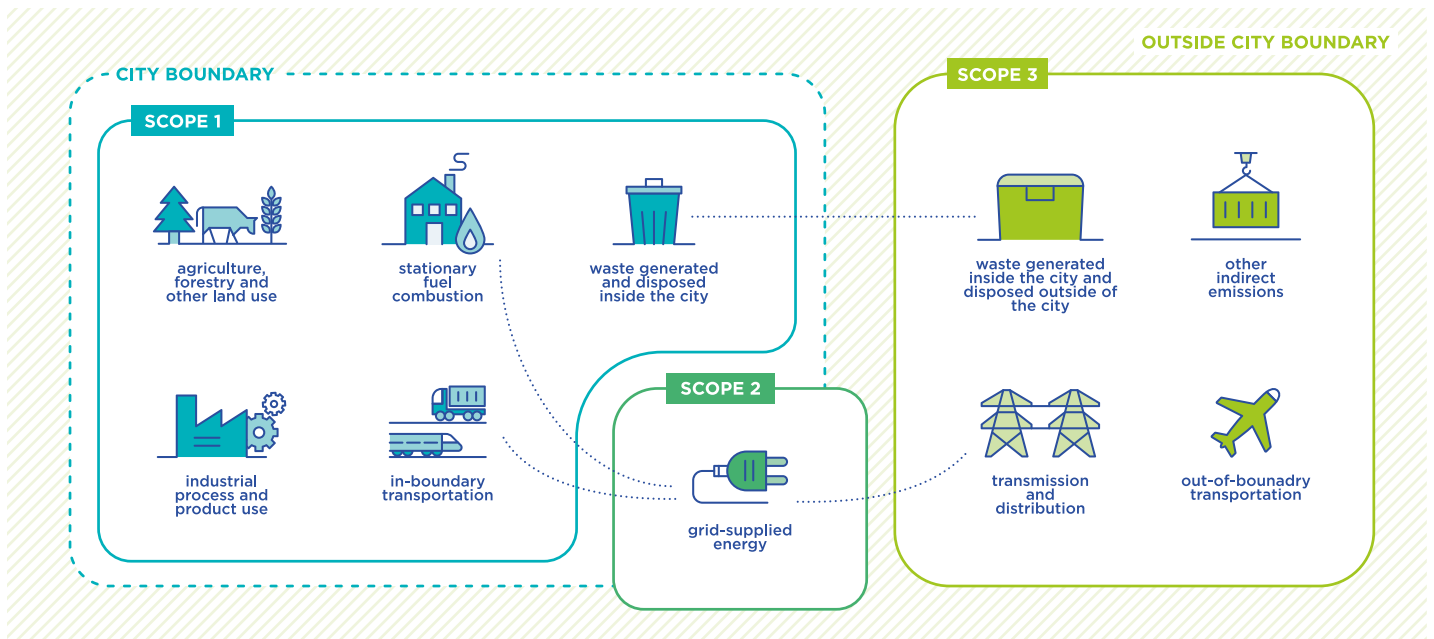 OUTSIDE CITY BOUNDARY
CITY BOUNDARY
SCOPE 3
SCOPE 1
agriculture,
forestry and
other land use
stationary
fuel
combustion
waste generated
and disposed
inside the city
waste generated
inside the city and
disposed outside of
the city
other
indirect
emissions
SCOPE 2
industrial
process and
product use
in-boundary
transportation
grid-supplied
energy
transmission
and
distribution
out-of-bounadry
transportation